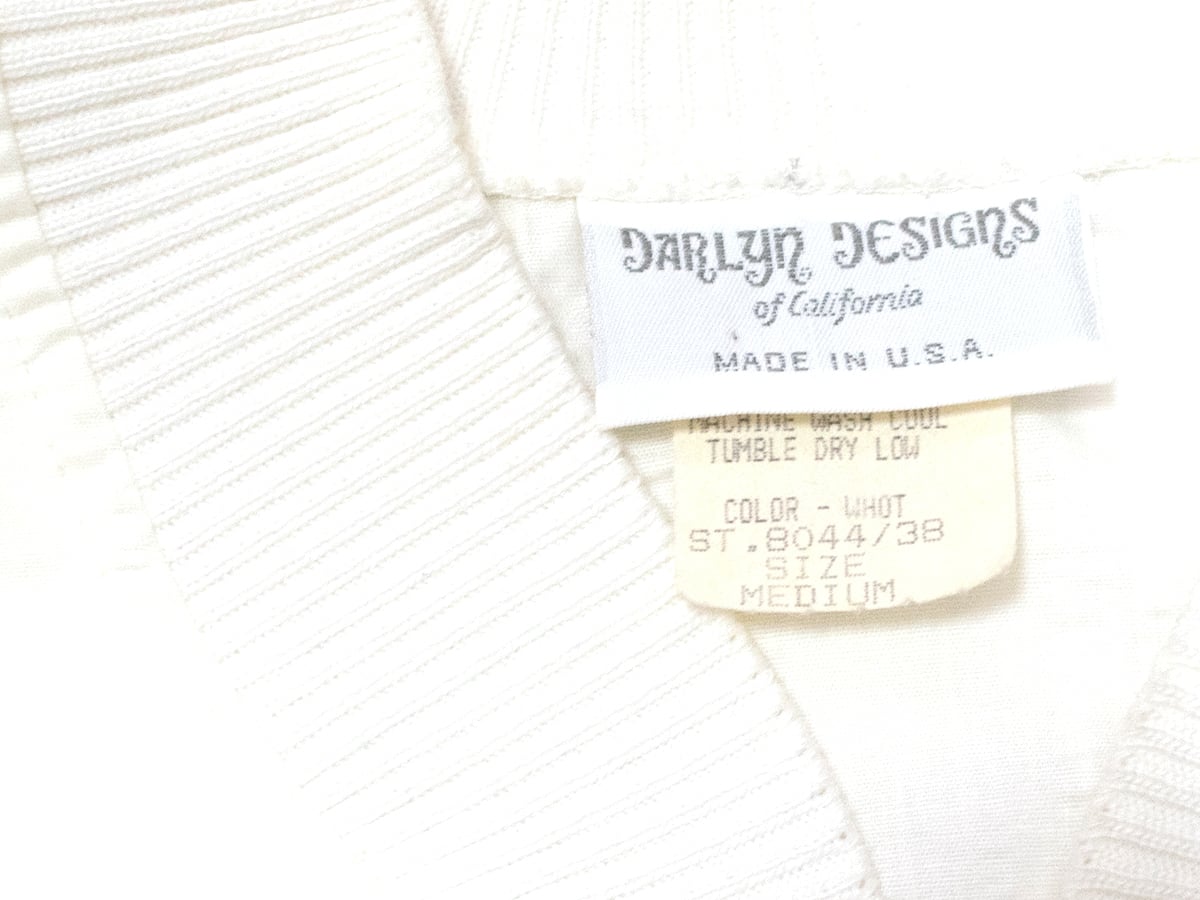 DARLYN DESIGNS
of California
MADE IN U.S.A.
MACHINE WASH COOL
TUMBLE DRY LOW
COLOR - WHOT
ST.8044/38
SIZE
MEDIUM